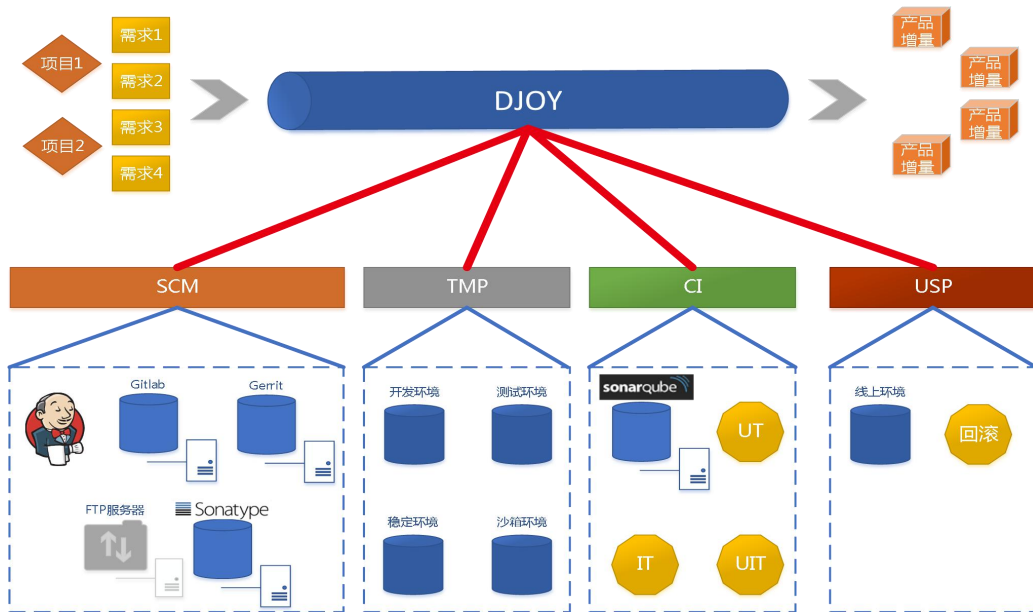 需求1
项目1
需求2
需求3
项目2
需求4
DJOY
产品
增量
产品
增量
产品
增量
产品
增量
SCM
TMP
CI
USP
Gitlab
Gerrit
FTP服务器
Sonatype
开发环境
测试环境
稳定环境
沙箱环境
sonarqube
UT
IT
UIT
线上环境
回滚